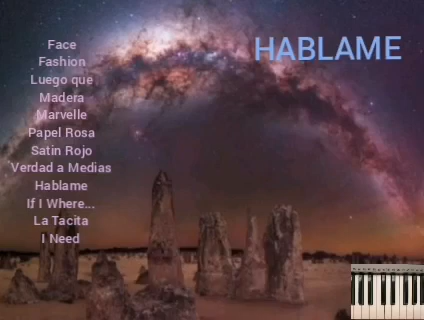 HABLAME
Face
Fashion
Luego que
Madera
Marvelle
Papel Rosa
Satin Rojo
Verdad a Medias
Hablame
If I Where...
La Tacita
I Need